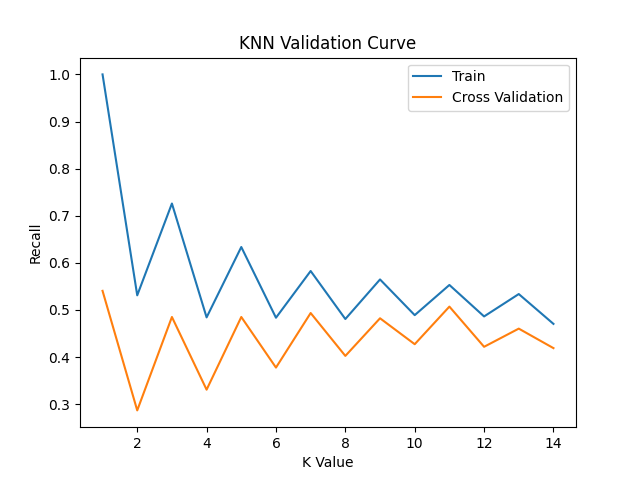 KNN Validation Curve
Train
Cross Validation
1.0
0.9
0.8
0.7
0.6
0.5
0.4
0.3
Recall
2 4 6 8 10 12 14
K Value